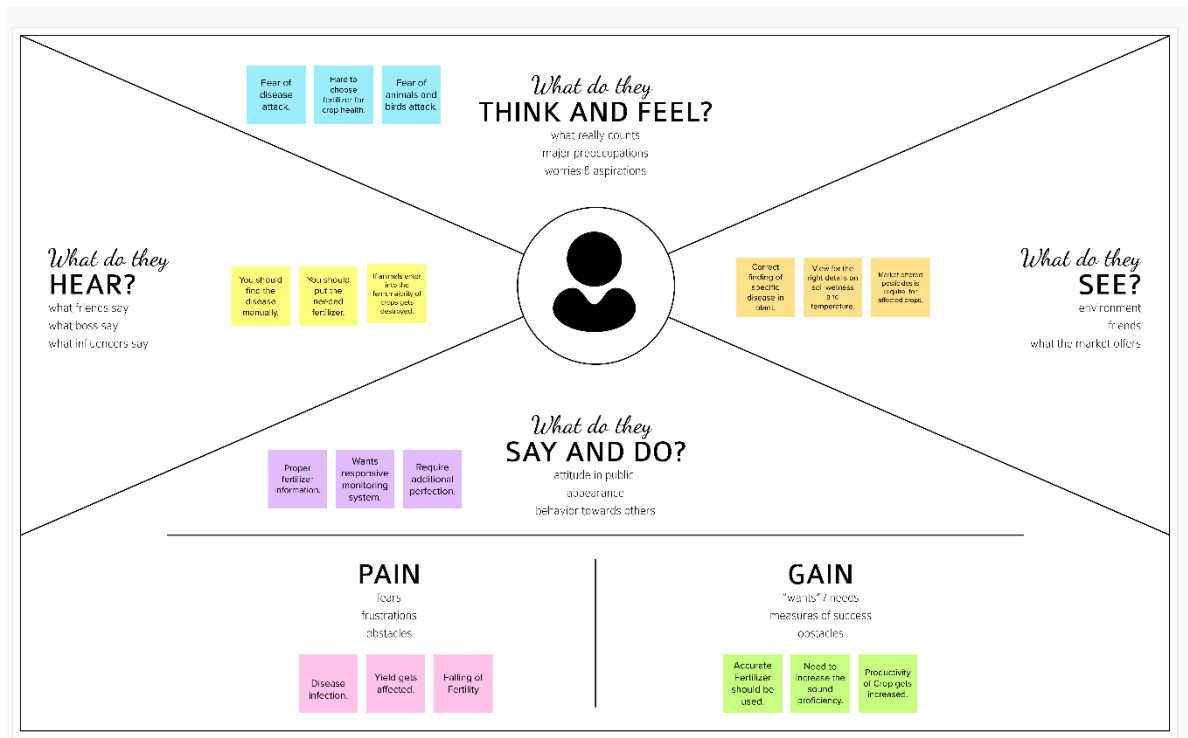 Fear of
disease
attack.
Hard to
choose
fertilizer for
crop health.
Fear of
animals and
birds attack.
What do they
THINK AND FEEL?
what really counts
major preoccupations
worries & aspirations
What do they
HEAR?
what friends say
what boss say
what influencers say
You should
find the
disease
manually.
You should
put the
needed
fertilizer.
If animals enter
into the
farm,majority of
crops gets
destroyed.
Correct
finding of
specific
disease in
plant.
View for the
right details on
soil wetness
and
temperature.
Market offered
pesticides is
require for
affected crops.
What do they
SEE?
environment
friends
what the market offers
What do they
SAY AND DO?
attitude in public
appearance
behavior towards others
Proper
fertilizer
information.
Wants
responsive
monitoring
system.
Require
additional
perfection.
PAIN
fears
frustrations
obstacles
Disease
infection.
Yield gets
affected.
Falling of
Fertility
GAIN
"wants" / needs
measures of success
obstacles
Accurate
Fertilizer
should be
used.
Need to
increase the
sound
proficiency.
Productivity
of Crop gets
increased.